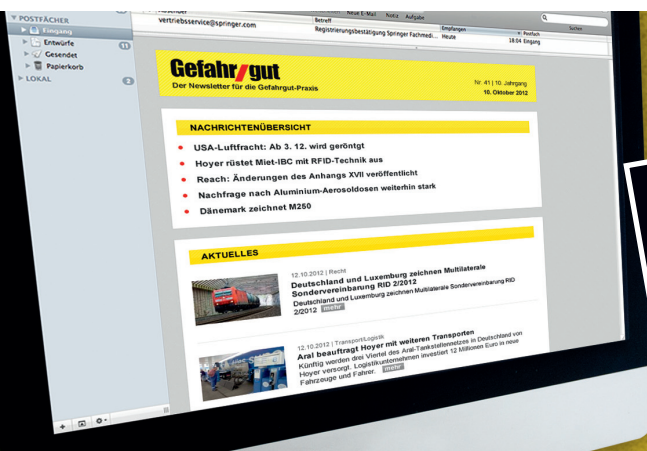 POSTFÄCHER
Eingang
Entwürfe 11
Gesendet
Papierkorb
LOKAL 2
Neue E-Mail Notiz Aufgabe
Suchen
Betreff Empfangen Postfach
vertriebsservice@springer.com Registrierungsbestätigung Springer Fachmedi... Heute 18:04 Eingang
Gefahr/gut
Der Newsletter für die Gefahrgut-Praxis
Nr. 41 | 10. Jahrgang
10. Oktober 2012
NACHRICHTENÜBERSICHT
USA-Luftfracht: Ab 3. 12. wird geröntgt
Hoyer rüstet Miet-IBC mit RFID-Technik aus
Reach: Änderungen des Anhangs XVII veröffentlicht
Nachfrage nach Aluminium-Aerosoldosen weiterhin stark
Dänemark zeichnet M250
AKTUELLES
12.10.2012 | Recht
Deutschland und Luxemburg zeichnen Multilaterale
Sondervereinbarung RID 2/2012
Deutschland und Luxemburg zeichnen Multilaterale Sondervereinbarung RID
2/2012 mehr
12.10.2012 | Transport/Logistik
Aral beauftragt Hoyer mit weiteren Transporten
Künftig werden drei Viertel des Aral-Tankstellennetzes in Deutschland von
Hoyer versorgt. Logistikunternehmen investiert 12 Millionen Euro in neue
Fahrzeuge und Fahrer. mehr